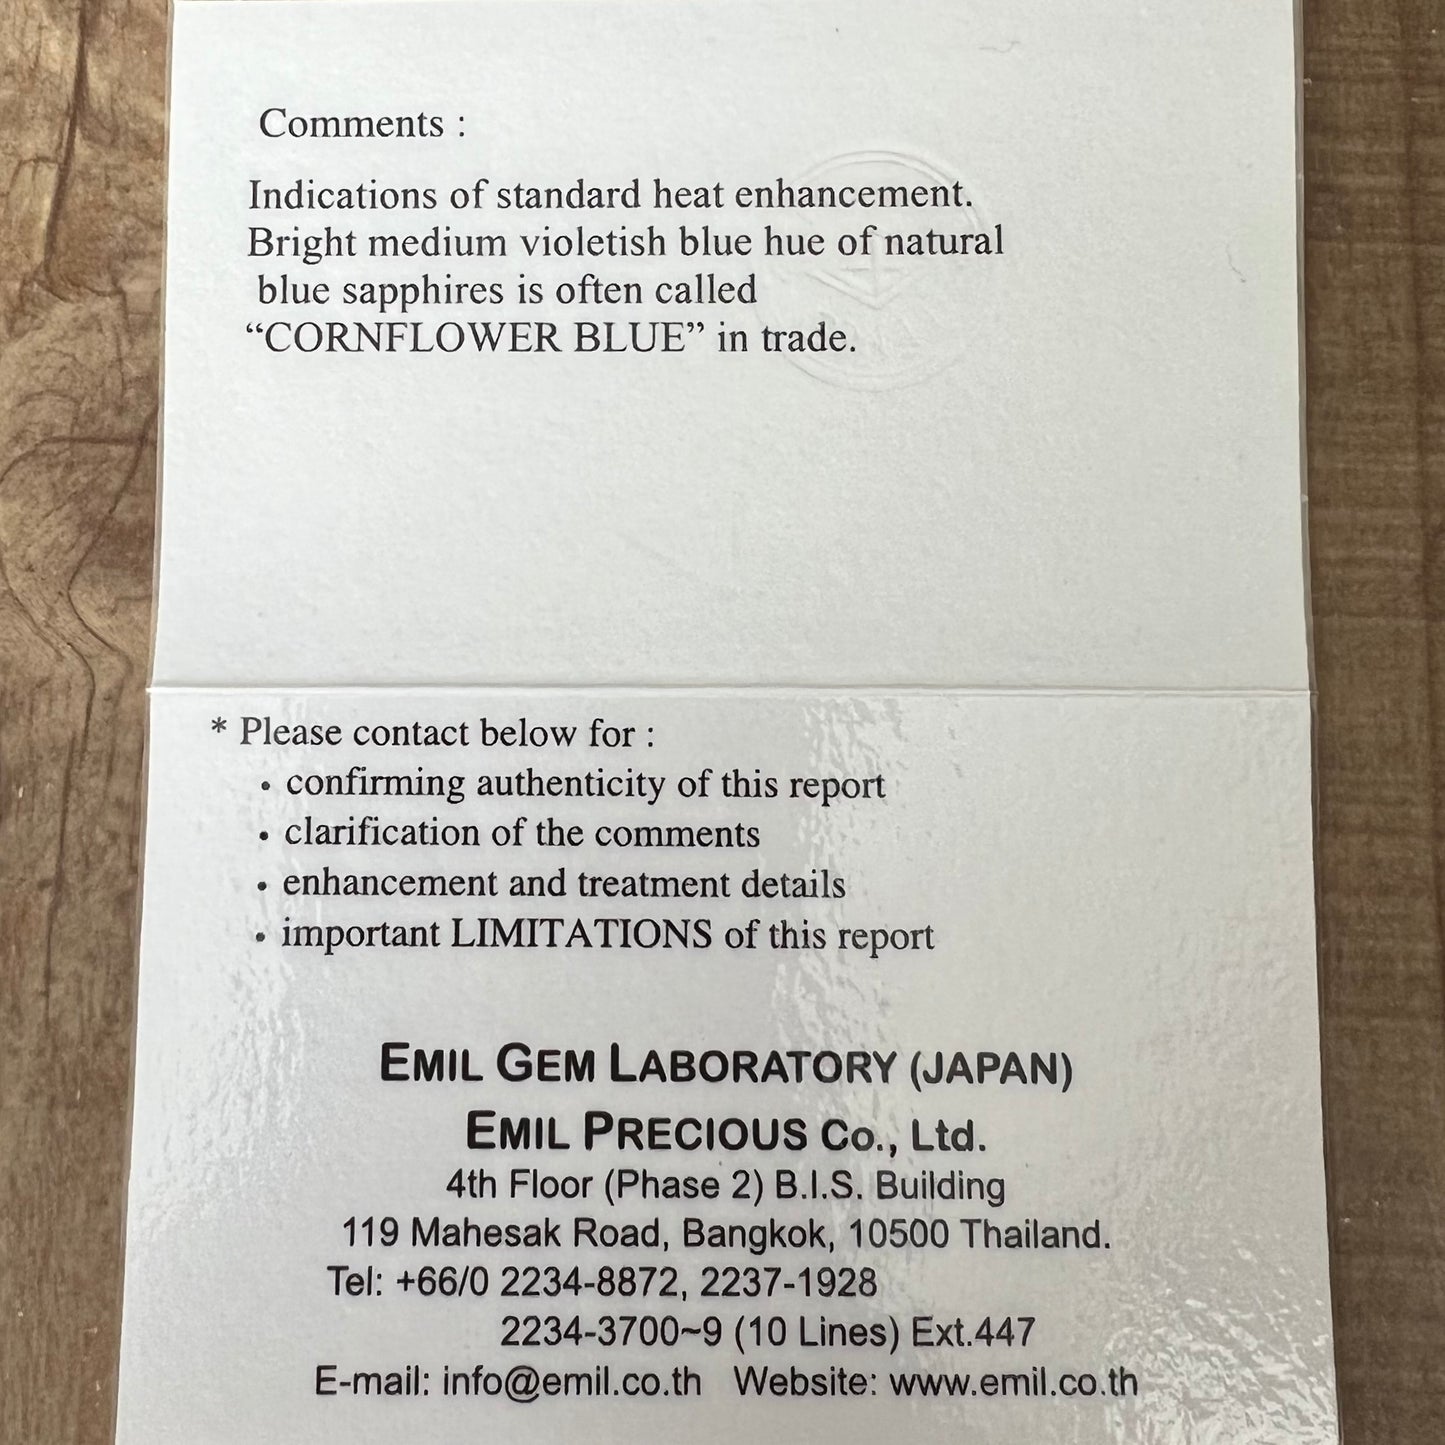 Comments :
Indications of standard heat enhancement.
Bright medium violetish blue hue of natural
blue sapphires is often called
“CORNFLOWER BLUE” in trade.
* Please contact below for :
• confirming authenticity of this report
• clarification of the comments
• enhancement and treatment details
• important LIMITATIONS of this report
EMIL GEM LABORATORY (JAPAN)
EMIL PRECIOUS Co., Ltd.
4th Floor (Phase 2) B.I.S. Building
119 Mahesak Road, Bangkok, 10500 Thailand.
Tel: +66/0 2234-8872, 2237-1928
2234-3700~9 (10 Lines) Ext.447
E-mail: info@emil.co.th Website: www.emil.co.th